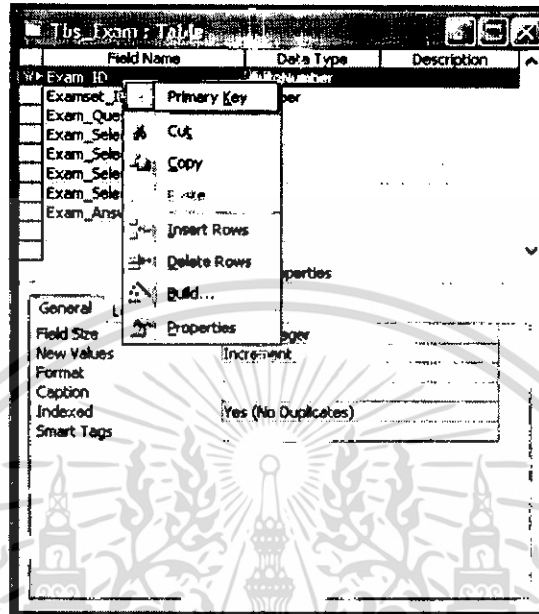 Tbs_Exam : Table
Field Name Data Type Description
Exam_ID AutoNumber
Examset_I
Exam_Que
Exam_Sele
Exam_Sele
Exam_Sele
Exam_Sele
Exam_Answ
Primary Key
Cut
Copy
Insert Rows
Delete Rows
Build...
Properties
General
Field Size
New Values Increment
Format
Caption
Indexed Yes (No Duplicates)
Smart Tags